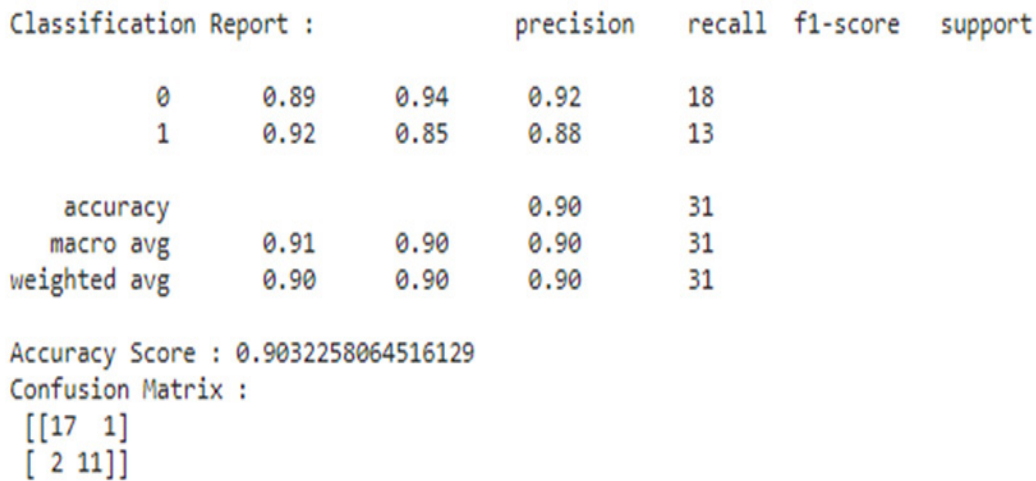 Classification Report : precision recall f1-score support
0 0.89 0.94 0.92 18
1 0.92 0.85 0.88 13
accuracy 0.90 31
macro avg 0.91 0.90 0.90 31
weighted avg 0.90 0.90 0.90 31
Accuracy Score : 0.9032258064516129
Confusion Matrix :
[[17 1]
[ 2 11]]